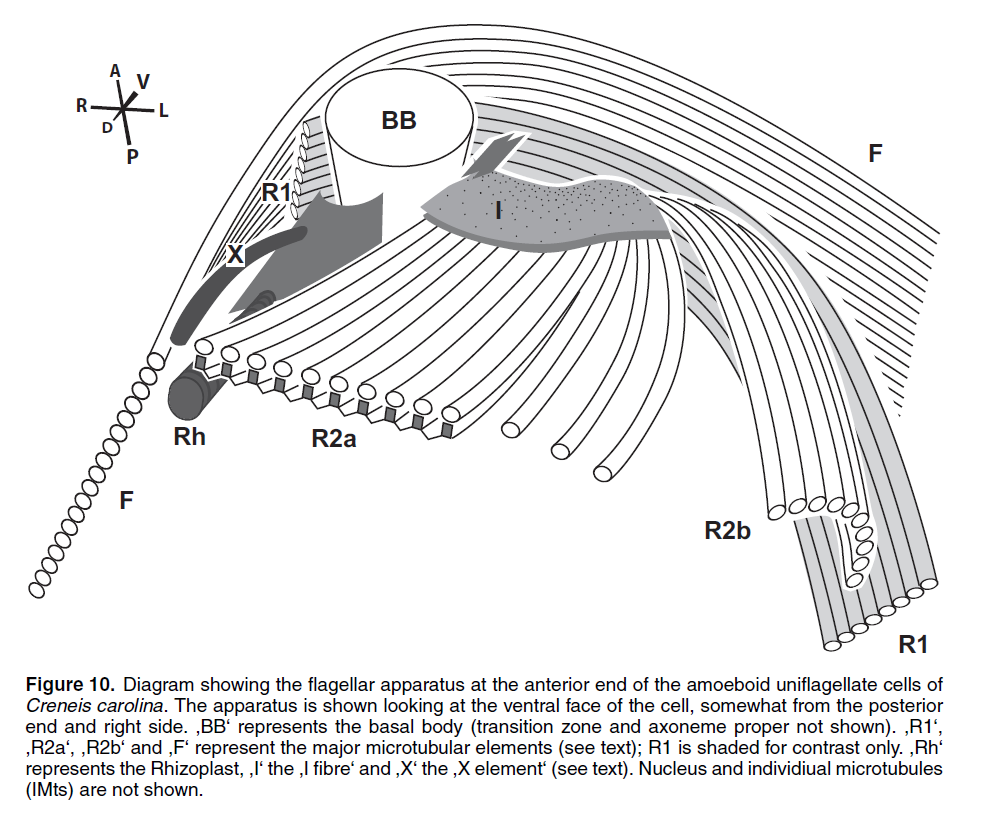 A
V
R
L
D
P
BB
F
R1
I
X
Rh
R2a
F
R2b
R1
Figure 10. Diagram showing the flagellar apparatus at the anterior end of the amoeboid uniflagellate cells of
Creneis carolina. The apparatus is shown looking at the ventral face of the cell, somewhat from the posterior
end and right side. ‚BB‘ represents the basal body (transition zone and axoneme proper not shown). ‚R1‘,
‚R2a‘, ‚R2b‘ and ‚F‘ represent the major microtubular elements (see text); R1 is shaded for contrast only. ‚Rh‘
represents the Rhizoplast, ‚I‘ the ‚I fibre‘ and ‚X‘ the ‚X element‘ (see text). Nucleus and individiual microtubules
(IMts) are not shown.